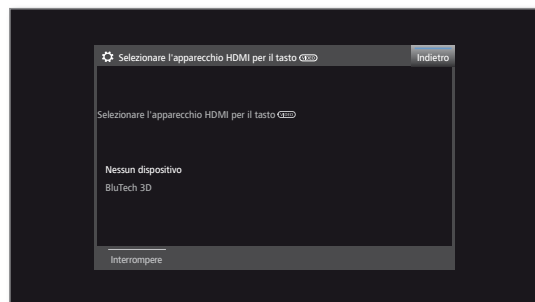 Selezionare l'apparecchio HDMI per il tasto
Indietro
Selezionare l'apparecchio HDMI per il tasto
Nessun dispositivo
BluTech 3D
Interrompere